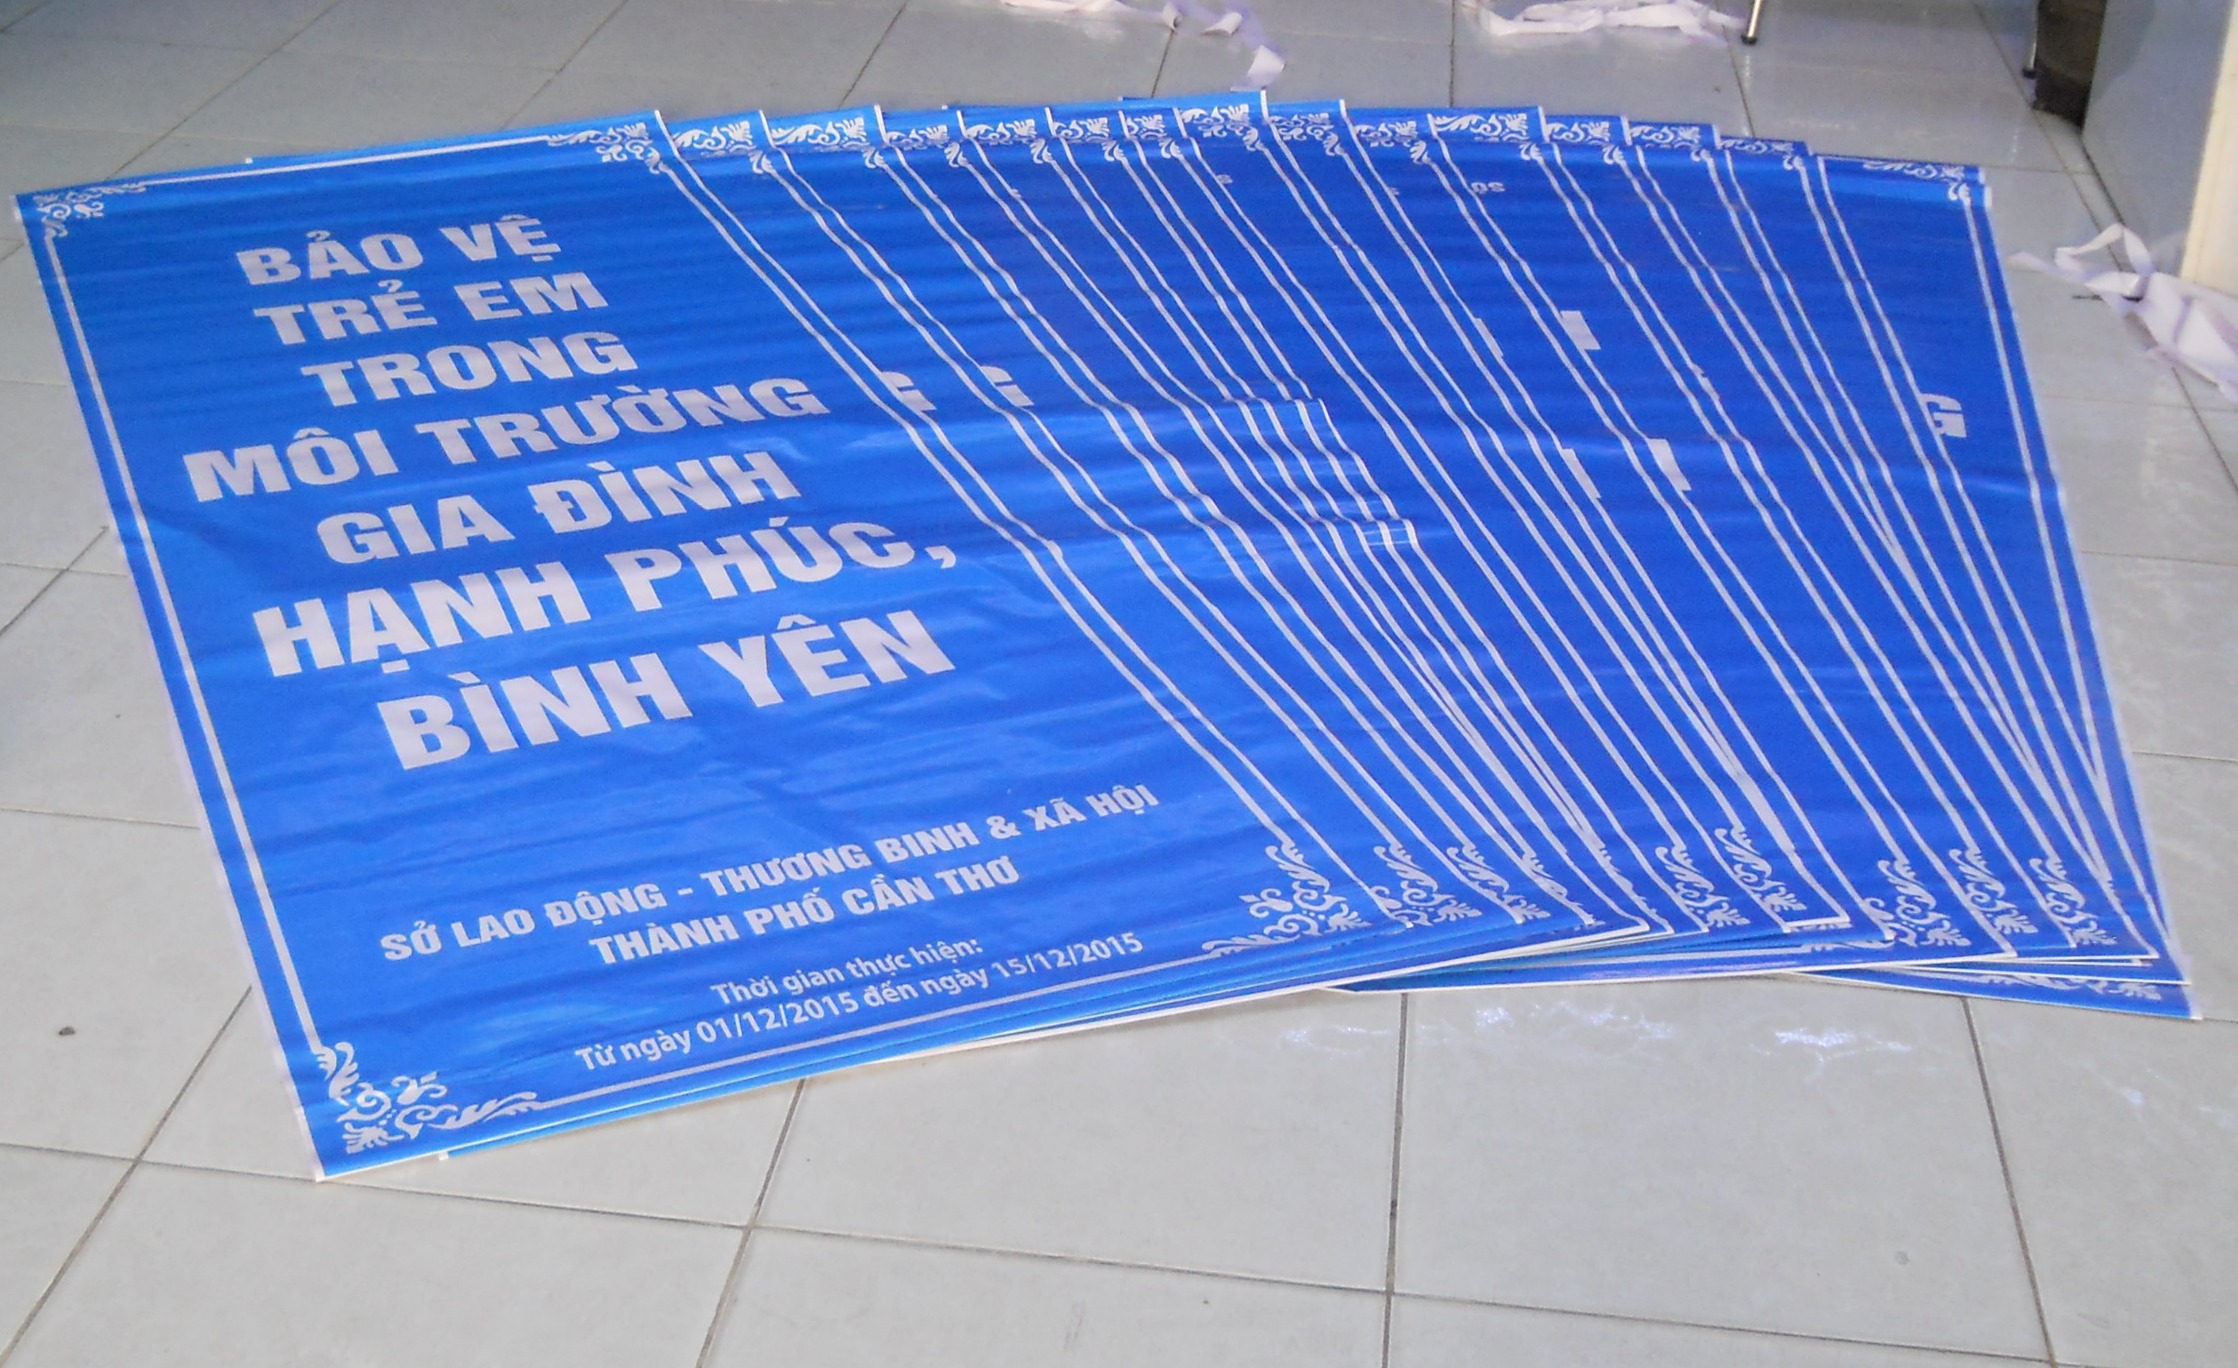 BẢO VỆ
TRẺ EM
TRONG
MÔI TRƯỜNG
GIA ĐÌNH
HẠNH PHÚC,
BÌNH YÊN
SỞ LAO ĐỘNG - THƯƠNG BINH & XÃ HỘI
THÀNH PHỐ CẦN THƠ
Thời gian thực hiện:
Từ ngày 01/12/2015 đến ngày 15/12/2015
G
G
G